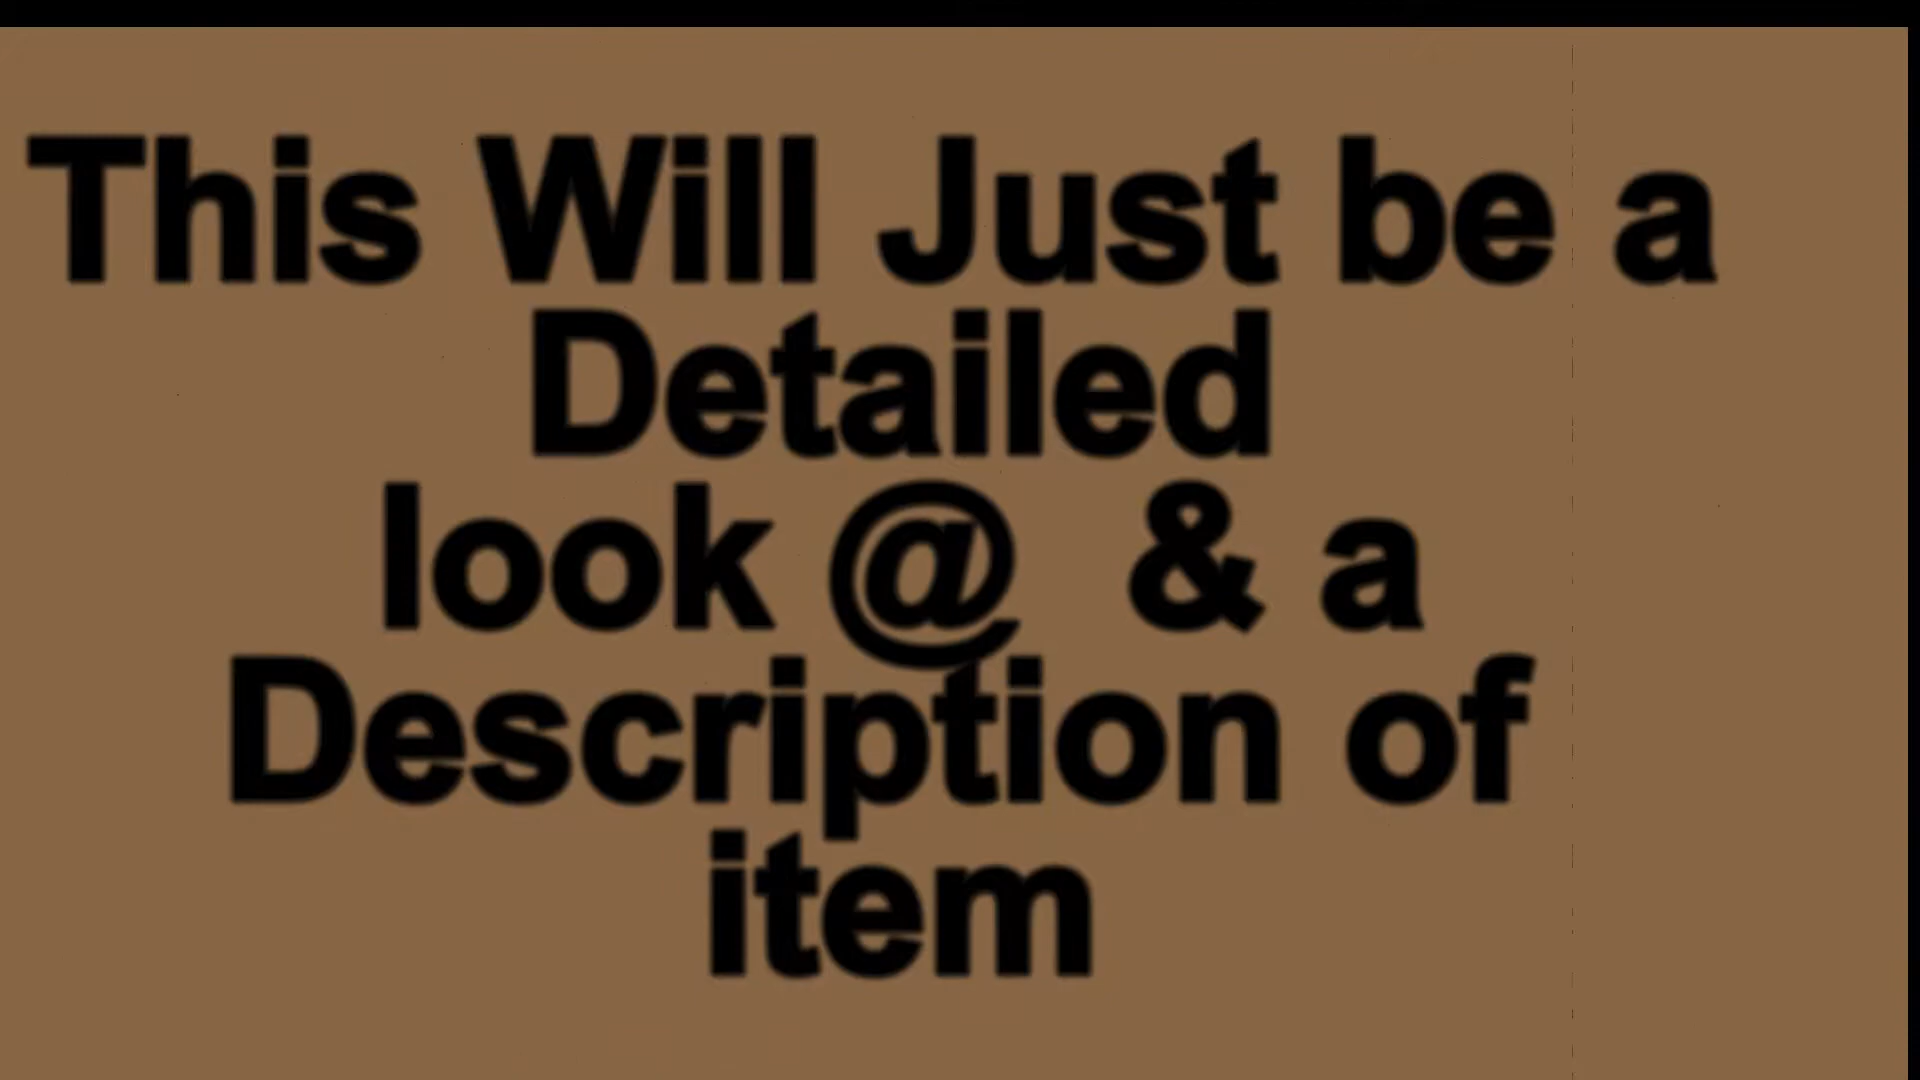 This Will Just be a
Detailed
look @ & a
Description of
item